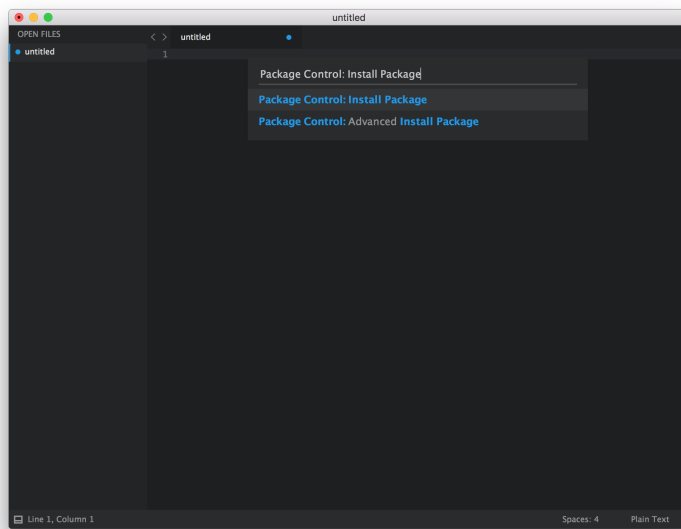 untitled
OPEN FILES
untitled
untitled
1
Package Control: Install Package
Package Control: Install Package
Package Control: Advanced Install Package
Line 1, Column 1
Spaces: 4
Plain Text